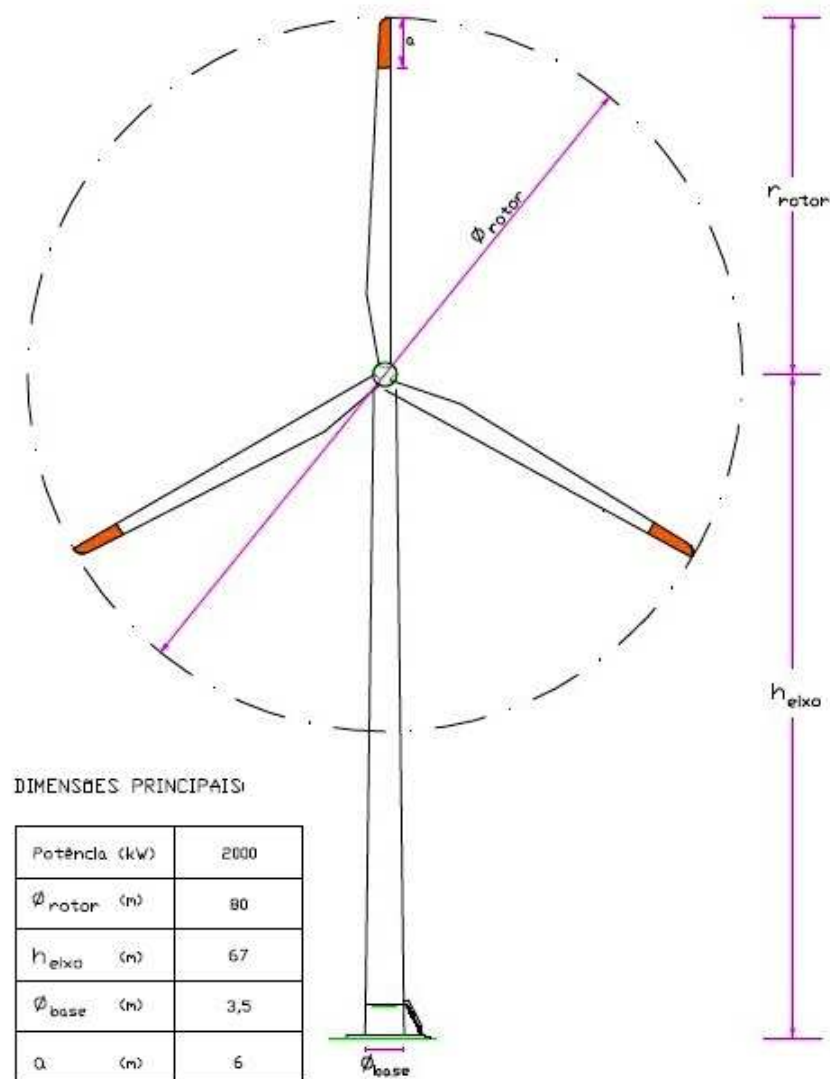 a
Ø rotor
r rotor
h eixo
DIMENSÕES PRINCIPAIS:
Potência (kW) 2000
Ø rotor (m) 80
h eixo (m) 67
Ø base (m) 3,5
a (m) 6
Ø base